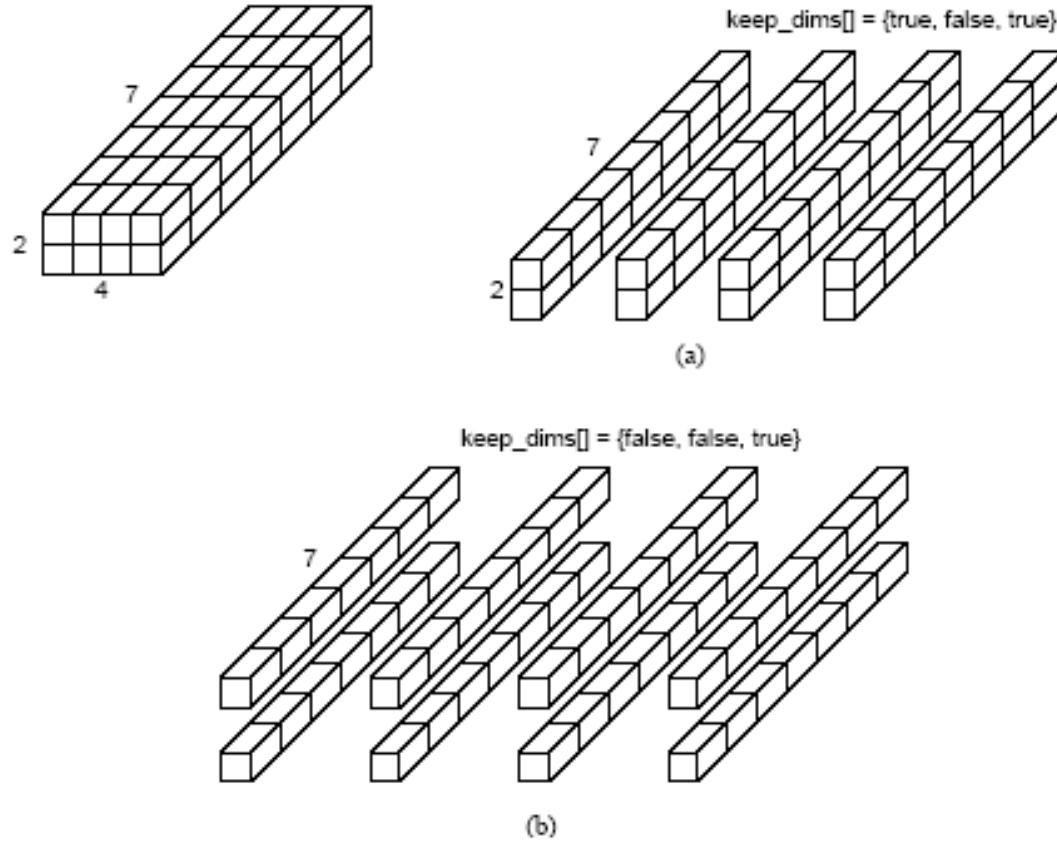 keep_dims[] = {true, false, true}
7
7
2
4
2
(a)
keep_dims[] = {false, false, true}
7
(b)